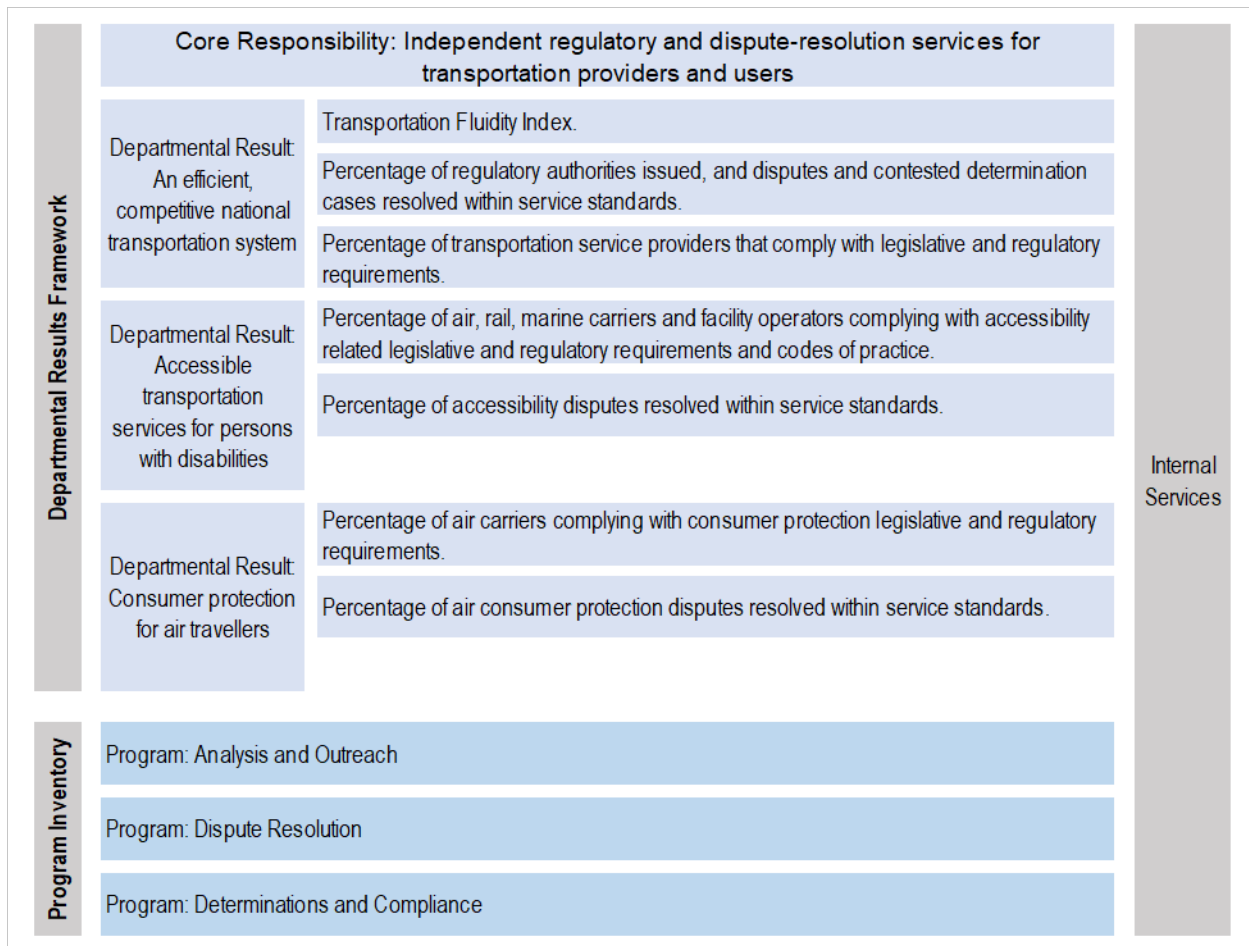 Departmental Results Framework
Core Responsibility: Independent regulatory and dispute-resolution services for
transportation providers and users
Departmental Result:
An efficient,
competitive national
transportation system
Transportation Fluidity Index.
Percentage of regulatory authorities issued, and disputes and contested determination
cases resolved within service standards.
Percentage of transportation service providers that comply with legislative and regulatory
requirements.
Departmental Result:
Accessible
transportation
services for persons
with disabilities
Percentage of air, rail, marine carriers and facility operators complying with accessibility
related legislative and regulatory requirements and codes of practice.
Percentage of accessibility disputes resolved within service standards.
Departmental Result:
Consumer protection
for air travellers
Percentage of air carriers complying with consumer protection legislative and regulatory
requirements.
Percentage of air consumer protection disputes resolved within service standards.
Internal
Services
Program Inventory
Program: Analysis and Outreach
Program: Dispute Resolution
Program: Determinations and Compliance